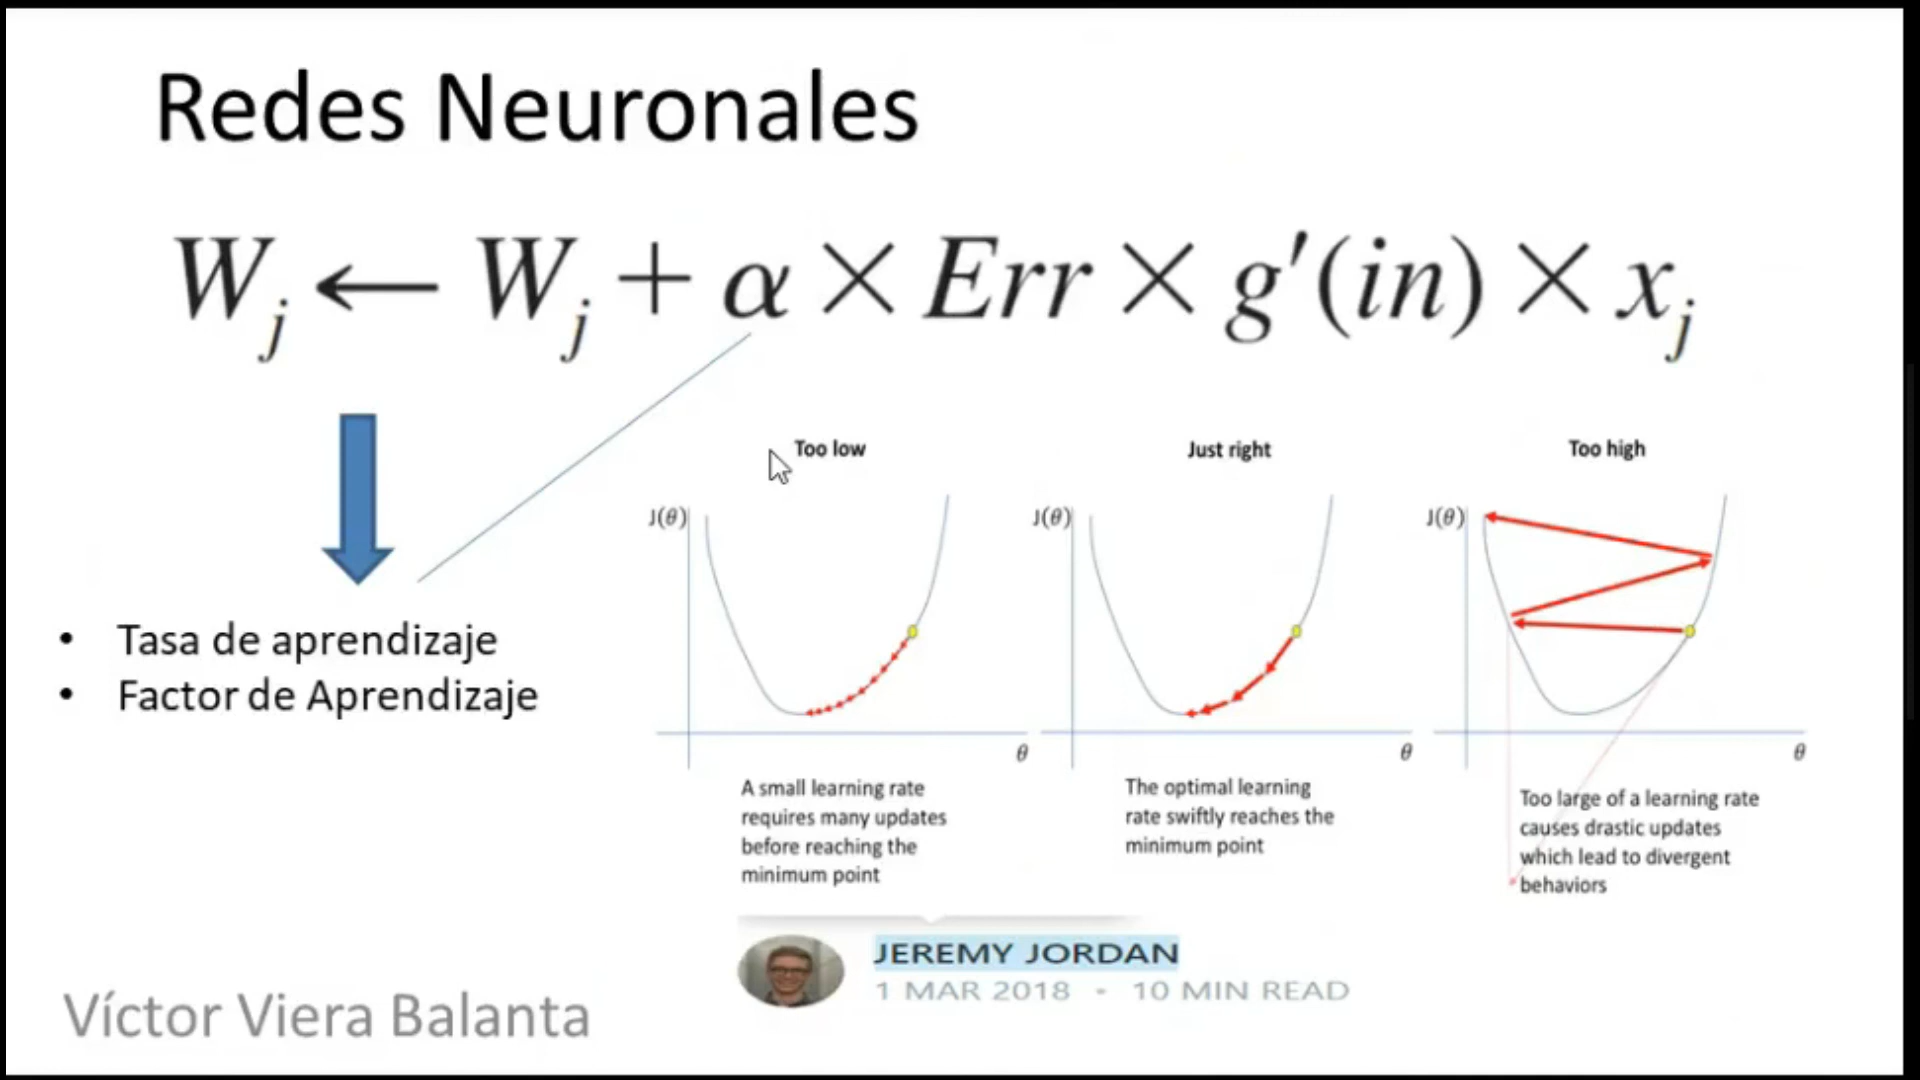 Redes Neuronales
W_j ← W_j + α × Err × g′(in) × x_j
• Tasa de aprendizaje
• Factor de Aprendizaje
Too low
J(θ)
θ
A small learning rate
requires many updates
before reaching the
minimum point
Just right
J(θ)
θ
The optimal learning
rate swiftly reaches the
minimum point
Too high
J(θ)
θ
Too large of a learning rate
causes drastic updates
which lead to divergent
behaviors
JEREMY JORDAN
1 MAR 2018 • 10 MIN READ
Víctor Viera Balanta